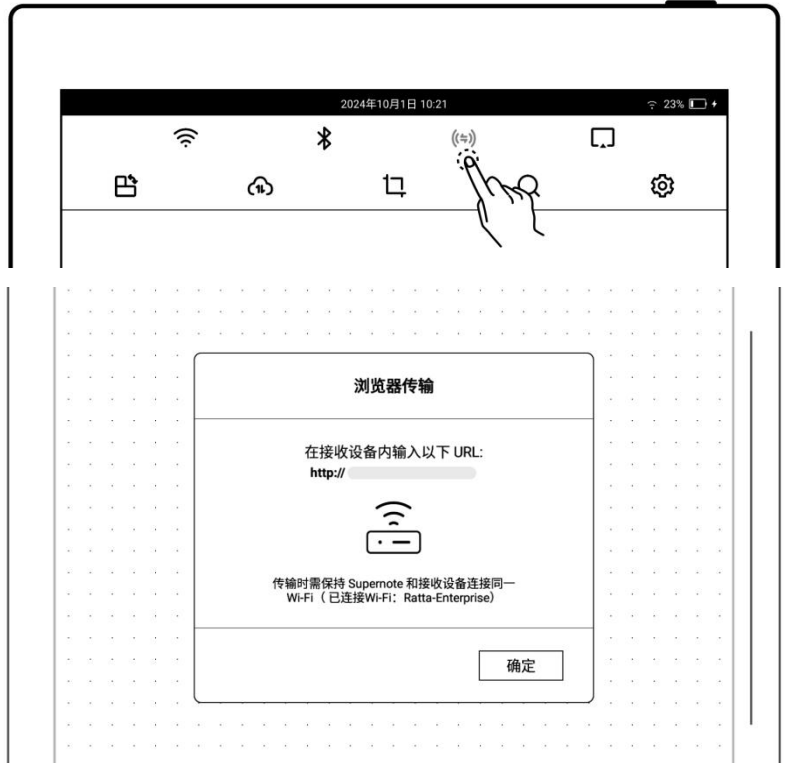 2024年10月1日 10:21
23%
浏览器传输
在接收设备内输入以下 URL:
http://
传输时需保持 Supernote 和接收设备连接同一
Wi-Fi（ 已连接Wi-Fi：Ratta-Enterprise）
确定